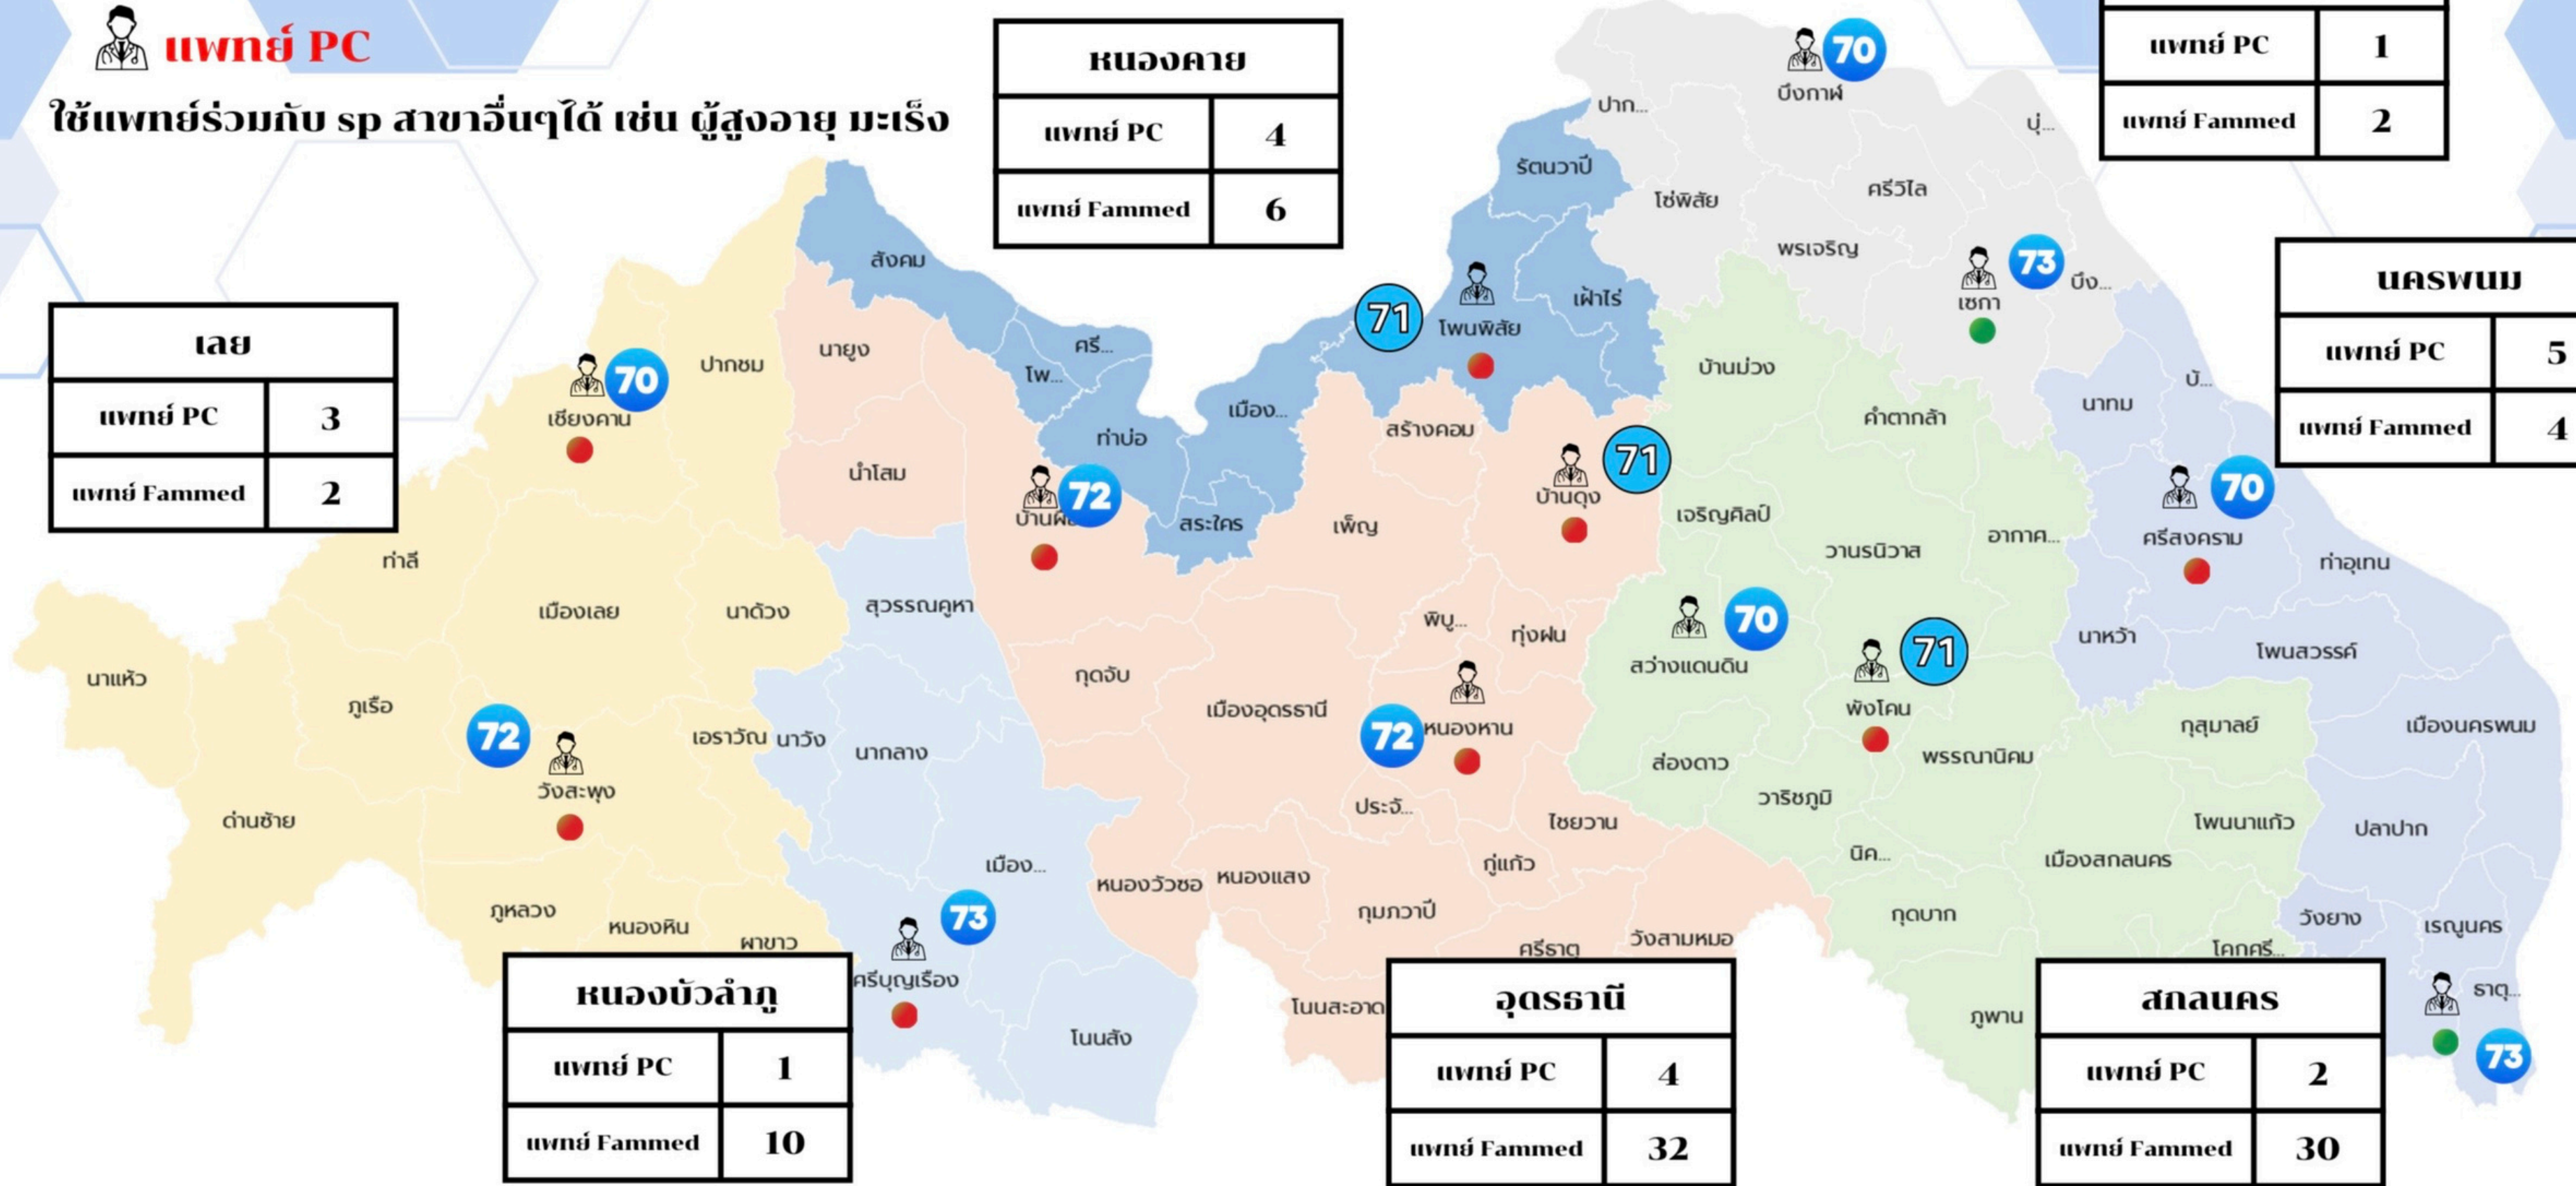 แพทย์ PC
ใช้แพทย์ร่วมกับ sp สาขาอื่นๆได้ เช่น ผู้สูงอายุ มะเร็ง
หนองคาย
แพทย์ PC 4
แพทย์ Fammed 6
แพทย์ PC 1
แพทย์ Fammed 2
นครพนม
แพทย์ PC 5
แพทย์ Fammed 4
เลย
แพทย์ PC 3
แพทย์ Fammed 2
หนองบัวลำภู
แพทย์ PC 1
แพทย์ Fammed 10
อุดรธานี
แพทย์ PC 4
แพทย์ Fammed 32
สกลนคร
แพทย์ PC 2
แพทย์ Fammed 30
70
บึงกาฬ
ปาก...
บุ่...
รัตนวาปี
ศรีวิไล
โซ่พิสัย
พรเจริญ
73
เซกา
บึง...
สังคม
71
โพนพิสัย
เฝ้าไร่
ศรี...
โพ...
เมือง...
ท่าบ่อ
สระใคร
70
เชียงคาน
ปากชม
ท่าลี่
เมืองเลย
นาด้วง
นาแห้ว
ภูเรือ
72
วังสะพุง
เอราวัณ
ด่านซ้าย
ภูหลวง
หนองหิน
ผาขาว
นายูง
น้ำโสม
72
สร้างคอม
71
บ้านดุง
เพ็ญ
พิบู...
ทุ่งฝน
กุดจับ
เมืองอุดรธานี
72
หนองหาน
ประจั...
ไชยวาน
กู่แก้ว
หนองวัวซอ
หนองแสง
กุมภวาปี
ศรีธาตุ
วังสามหมอ
โนนสะอาด
สุวรรณคูหา
นาวัง
นากลาง
เมือง...
73
ศรีบุญเรือง
โนนสัง
บ้านม่วง
คำตากล้า
เจริญศิลป์
วานรนิวาส
อากาศ...
70
สว่างแดนดิน
71
พังโคน
ส่องดาว
วาริชภูมิ
พรรณานิคม
กุสุมาลย์
โพนนาแก้ว
นิค...
เมืองสกลนคร
กุดบาก
โคกศรี...
ภูพาน
บ้...
นาทม
70
ศรีสงคราม
ท่าอุเทน
นาหว้า
โพนสวรรค์
เมืองนครพนม
ปลาปาก
วังยาง
เรณูนคร
ธาตุ...
73